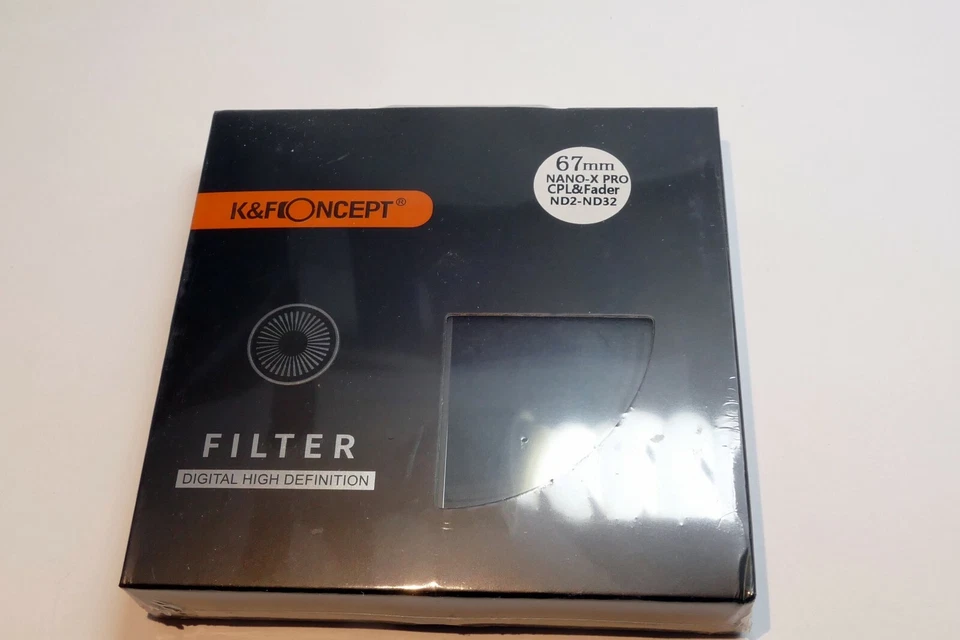 67mm
NANO-X PRO
CPL&Fader
ND2-ND32
K&F CONCEPT®
FILTER
DIGITAL HIGH DEFINITION